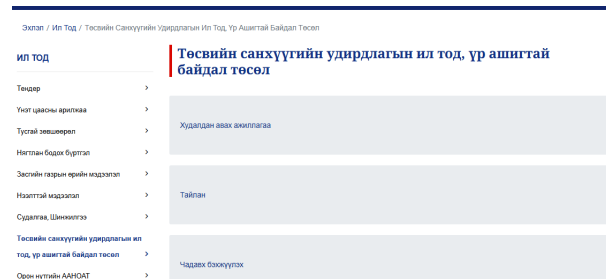 Эхлэл / Ил Тод / Төсвийн Санхүүгийн Удирдлагын Ил Тод, Үр Ашигтай Байдал Төсөл
ИЛ ТОД
Тендер
Үнэт цаасны арилжаа
Тусгай зөвшөөрөл
Нягтлан бодох бүртгэл
Засгийн газрын өрийн мэдээлэл
Нээлттэй мэдээлэл
Судалгаа, Шинжилгээ
Төсвийн санхүүгийн удирдлагын ил
тод, үр ашигтай байдал төсөл
Орон нутгийн ААНОАТ
Төсвийн санхүүгийн удирдлагын ил тод, үр ашигтай
байдал төсөл
Худалдан авах ажиллагаа
Тайлан
Чадавх бэхжүүлэх